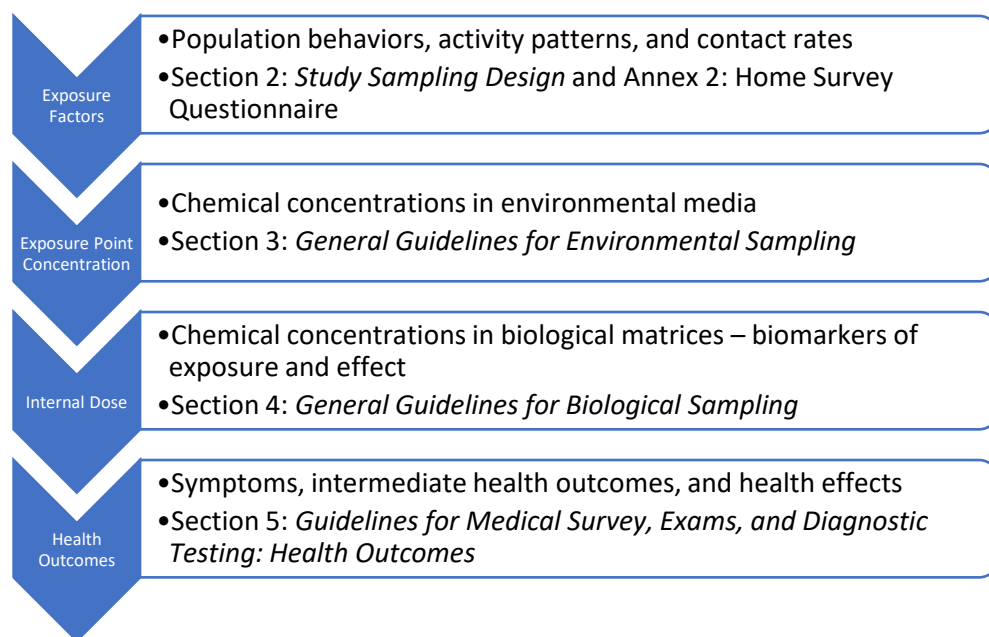 Exposure
Factors
•Population behaviors, activity patterns, and contact rates
•Section 2: Study Sampling Design and Annex 2: Home Survey
Questionnaire
Exposure Point
Concentration
•Chemical concentrations in environmental media
•Section 3: General Guidelines for Environmental Sampling
Internal Dose
•Chemical concentrations in biological matrices – biomarkers of
exposure and effect
•Section 4: General Guidelines for Biological Sampling
Health
Outcomes
•Symptoms, intermediate health outcomes, and health effects
•Section 5: Guidelines for Medical Survey, Exams, and Diagnostic
Testing: Health Outcomes